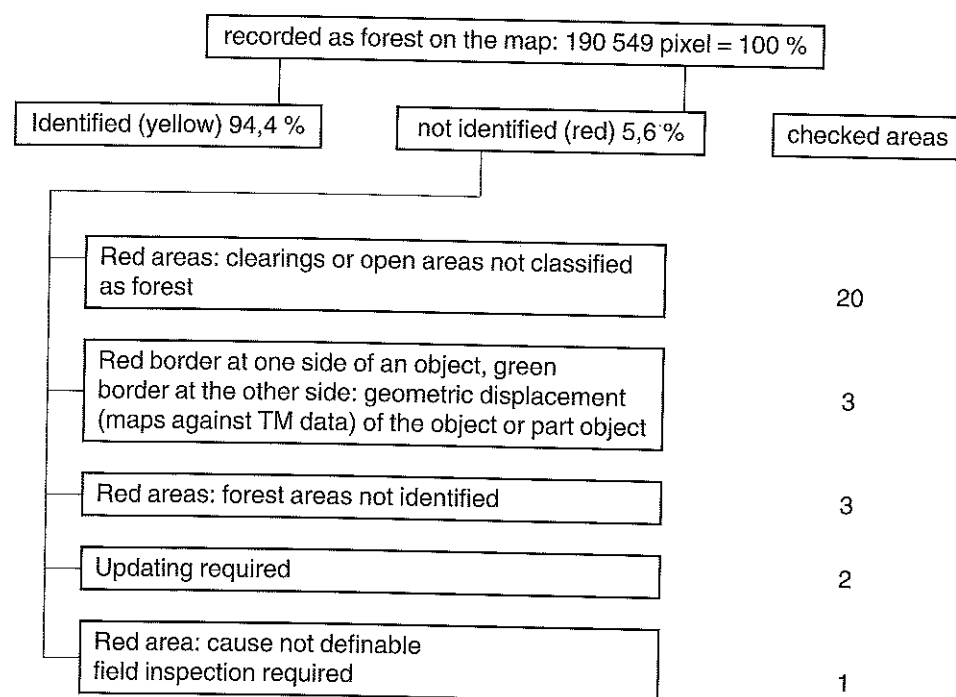 recorded as forest on the map: 190 549 pixel = 100 %
Identified (yellow) 94,4 %
not identified (red) 5,6 %
checked areas
Red areas: clearings or open areas not classified
as forest
20
Red border at one side of an object, green
border at the other side: geometric displacement
(maps against TM data) of the object or part object
3
Red areas: forest areas not identified
3
Updating required
2
Red area: cause not definable
field inspection required
1